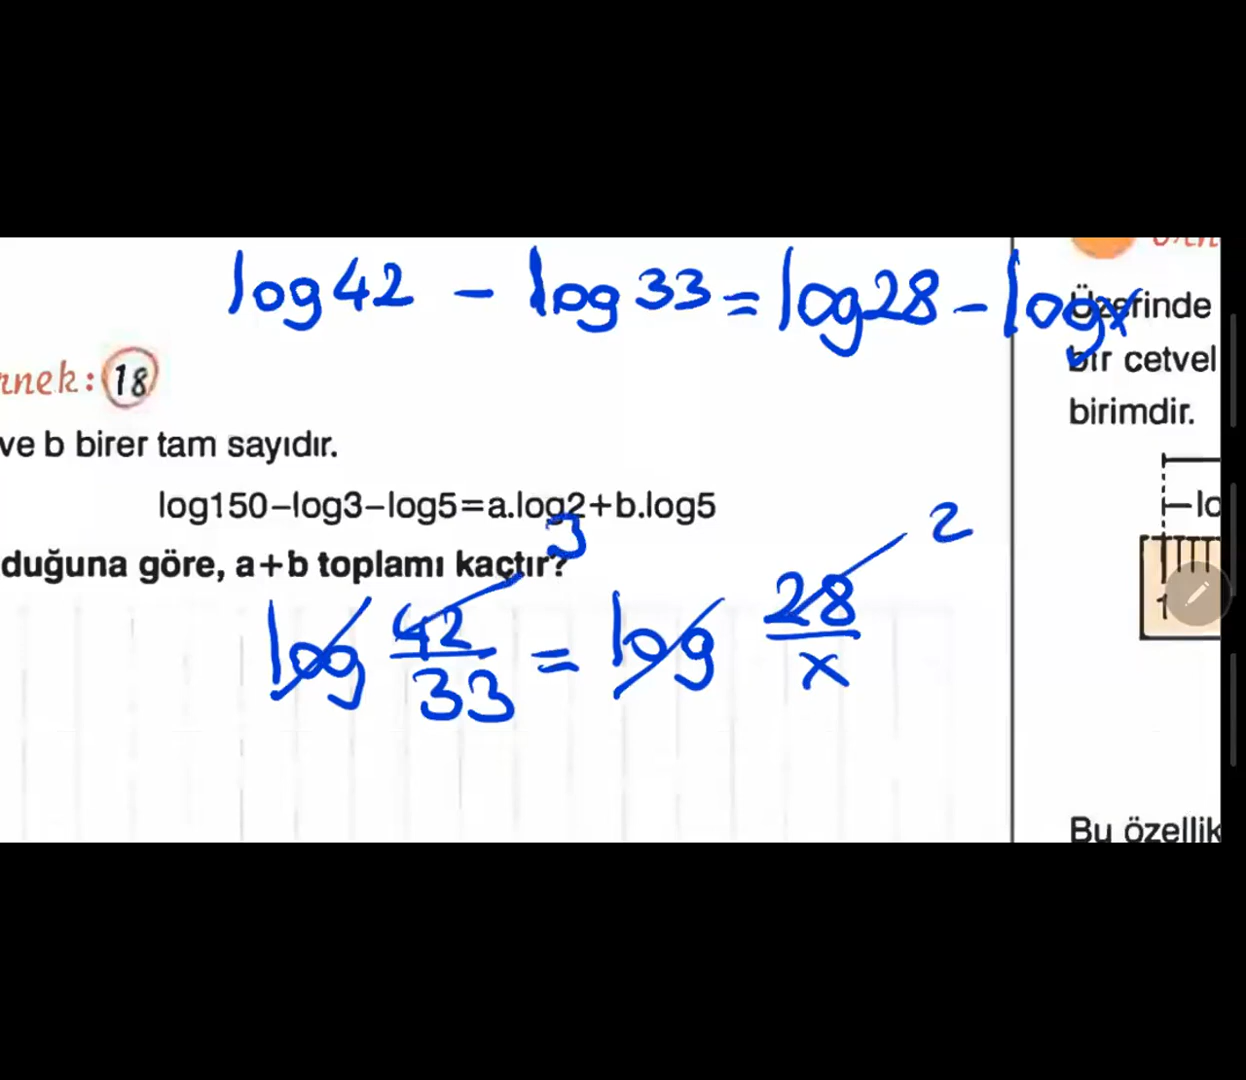 log42 - log33 = log28 - logx
rnek: 18
ve b birer tam sayıdır.
log150–log3–log5=a.log2+b.log5
duğuna göre, a+b toplamı kaçtır?
3
2
log 42/33 = log 28/x
Üzerinde
bir cetvel
birimdir.
1
Bu özellik